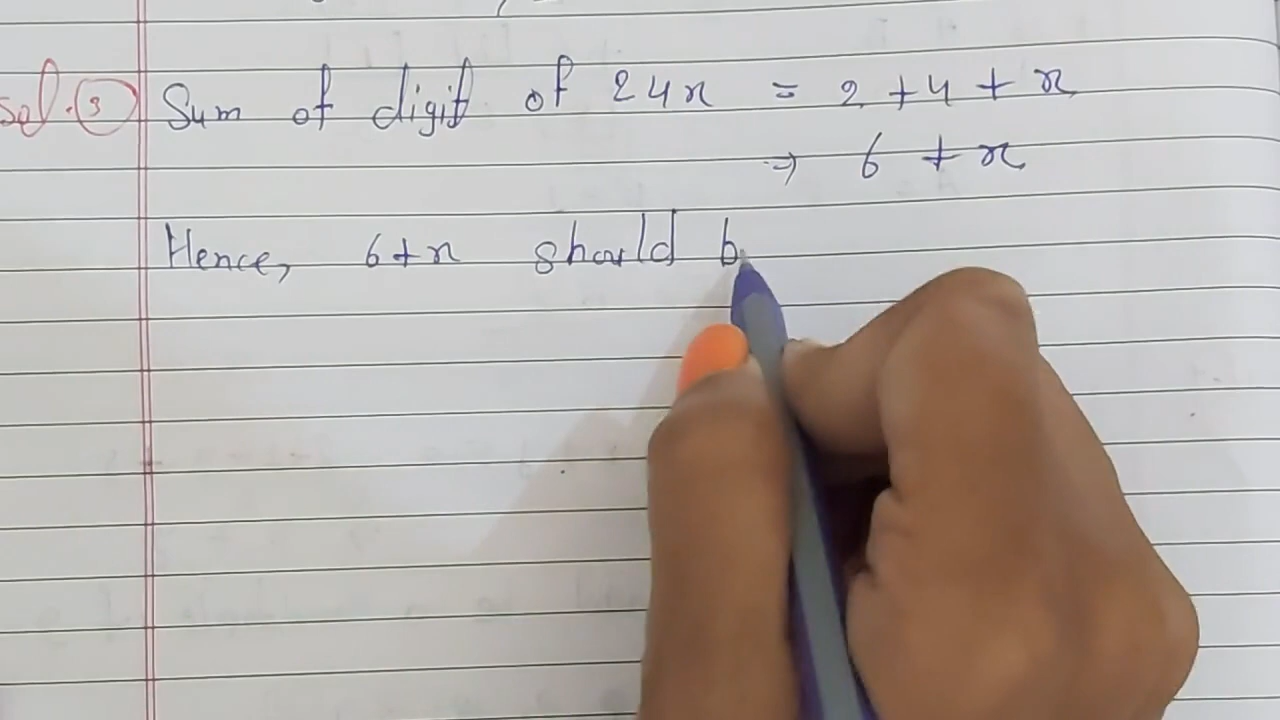 Sol. 3 Sum of digit of 24x = 2 + 4 + x
⇒ 6 + x
Hence, 6+x should b